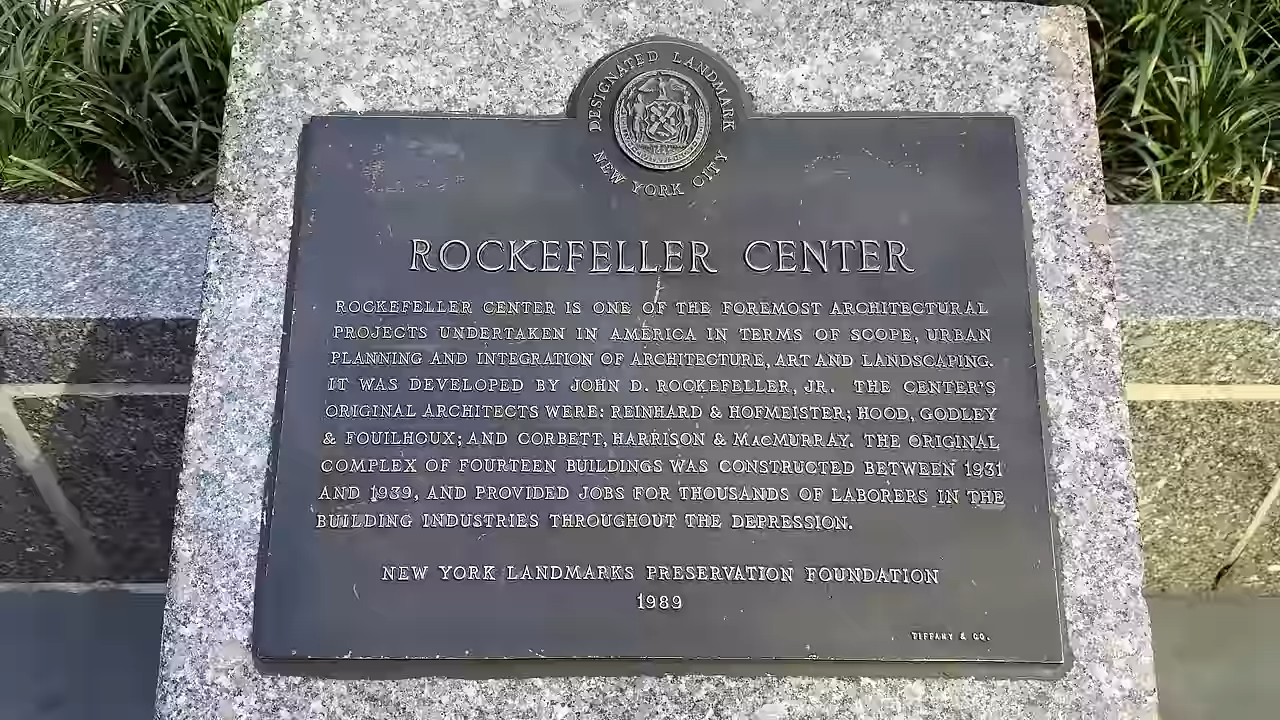 DESIGNATED LANDMARK
NEW YORK CITY
ROCKEFELLER CENTER
ROCKEFELLER CENTER IS ONE OF THE FOREMOST ARCHITECTURAL
PROJECTS UNDERTAKEN IN AMERICA IN TERMS OF SCOPE, URBAN
PLANNING AND INTEGRATION OF ARCHITECTURE, ART AND LANDSCAPING.
IT WAS DEVELOPED BY JOHN D. ROCKEFELLER, JR. THE CENTER'S
ORIGINAL ARCHITECTS WERE: REINHARD & HOFMEISTER; HOOD, GODLEY
& FOUILHOUX; AND CORBETT, HARRISON & MACMURRAY. THE ORIGINAL
COMPLEX OF FOURTEEN BUILDINGS WAS CONSTRUCTED BETWEEN 1931
AND 1939, AND PROVIDED JOBS FOR THOUSANDS OF LABORERS IN THE
BUILDING INDUSTRIES THROUGHOUT THE DEPRESSION.
NEW YORK LANDMARKS PRESERVATION FOUNDATION
1989
TIFFANY & CO.